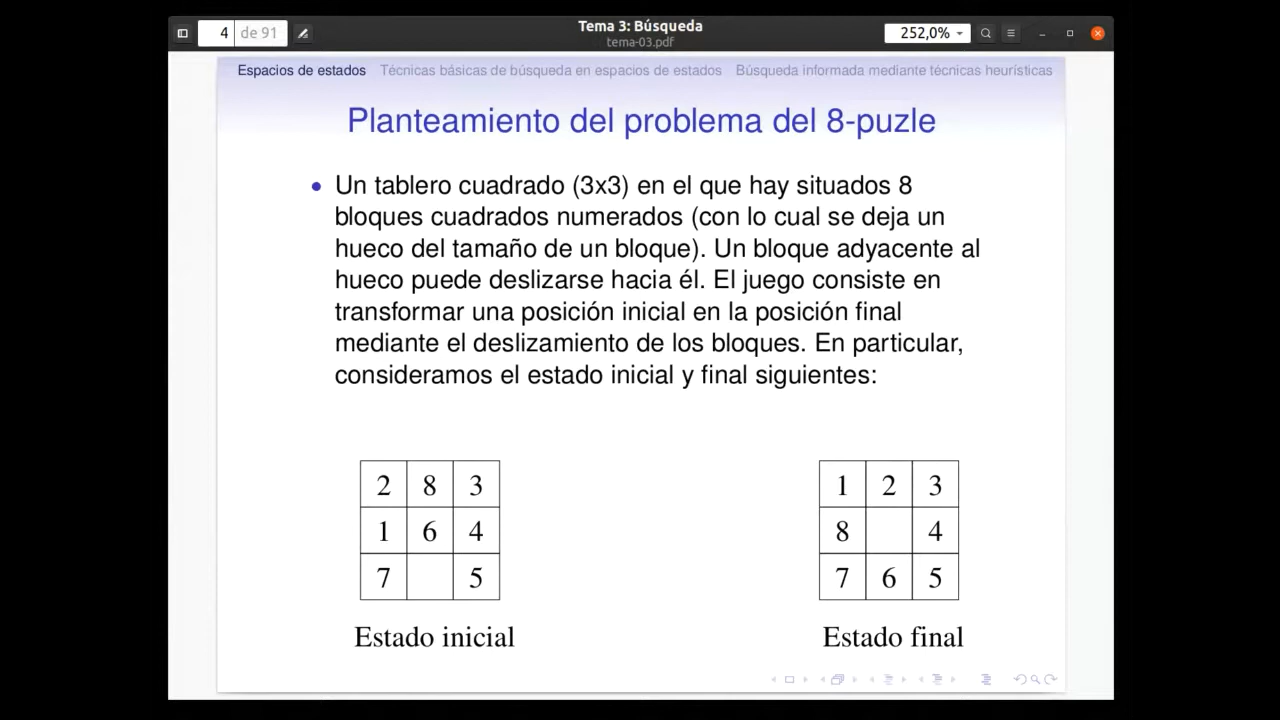 4 de 91
Tema 3: Búsqueda
tema-03.pdf
252,0%
Espacios de estados Técnicas básicas de búsqueda en espacios de estados Búsqueda informada mediante técnicas heurísticas
Planteamiento del problema del 8-puzle
• Un tablero cuadrado (3x3) en el que hay situados 8
bloques cuadrados numerados (con lo cual se deja un
hueco del tamaño de un bloque). Un bloque adyacente al
hueco puede deslizarse hacia él. El juego consiste en
transformar una posición inicial en la posición final
mediante el deslizamiento de los bloques. En particular,
consideramos el estado inicial y final siguientes:
2 8 3
1 6 4
7 5
Estado inicial
1 2 3
8 4
7 6 5
Estado final